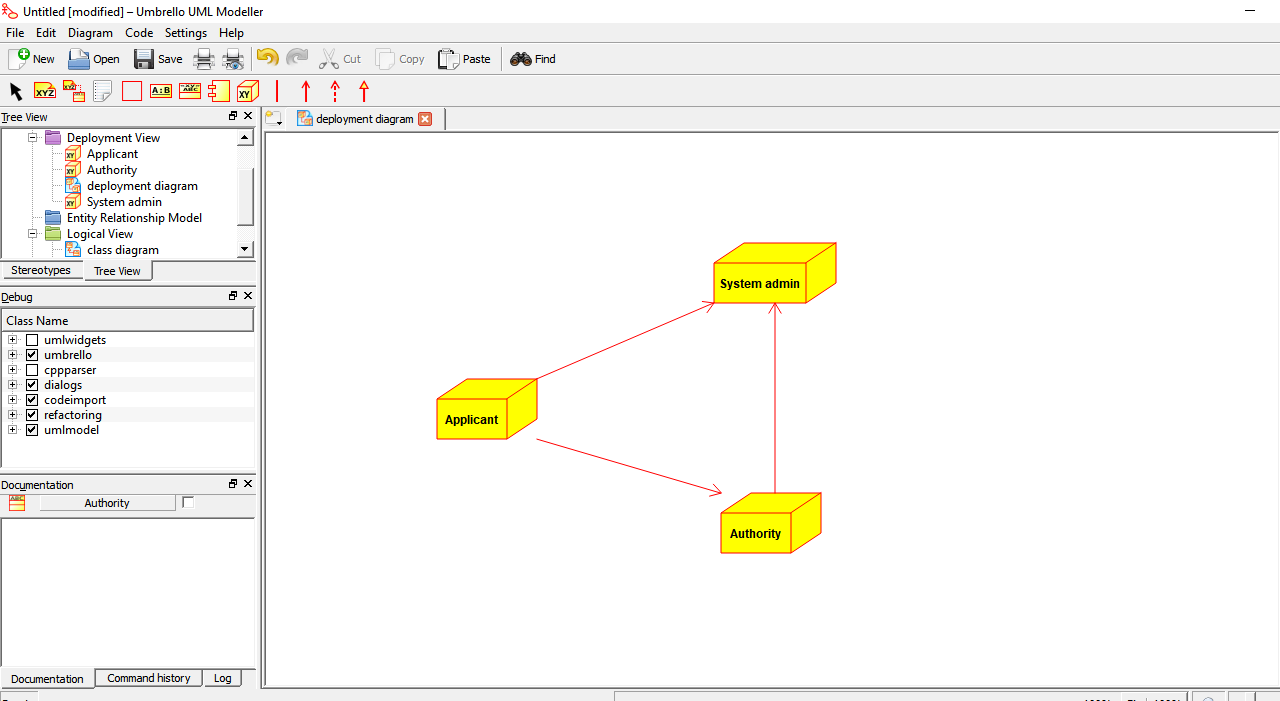 Untitled [modified] – Umbrello UML Modeller
File Edit Diagram Code Settings Help
New Open Save Cut Copy Paste Find
XYZ XYZ A:B ABC XY
Tree View
deployment diagram
Deployment View
Applicant
Authority
deployment diagram
System admin
Entity Relationship Model
Logical View
class diagram
Stereotypes Tree View
Debug
Class Name
umlwidgets
umbrello
cppparser
dialogs
codeimport
refactoring
umlmodel
Documentation
Authority
Documentation Command history Log
System admin
Applicant
Authority